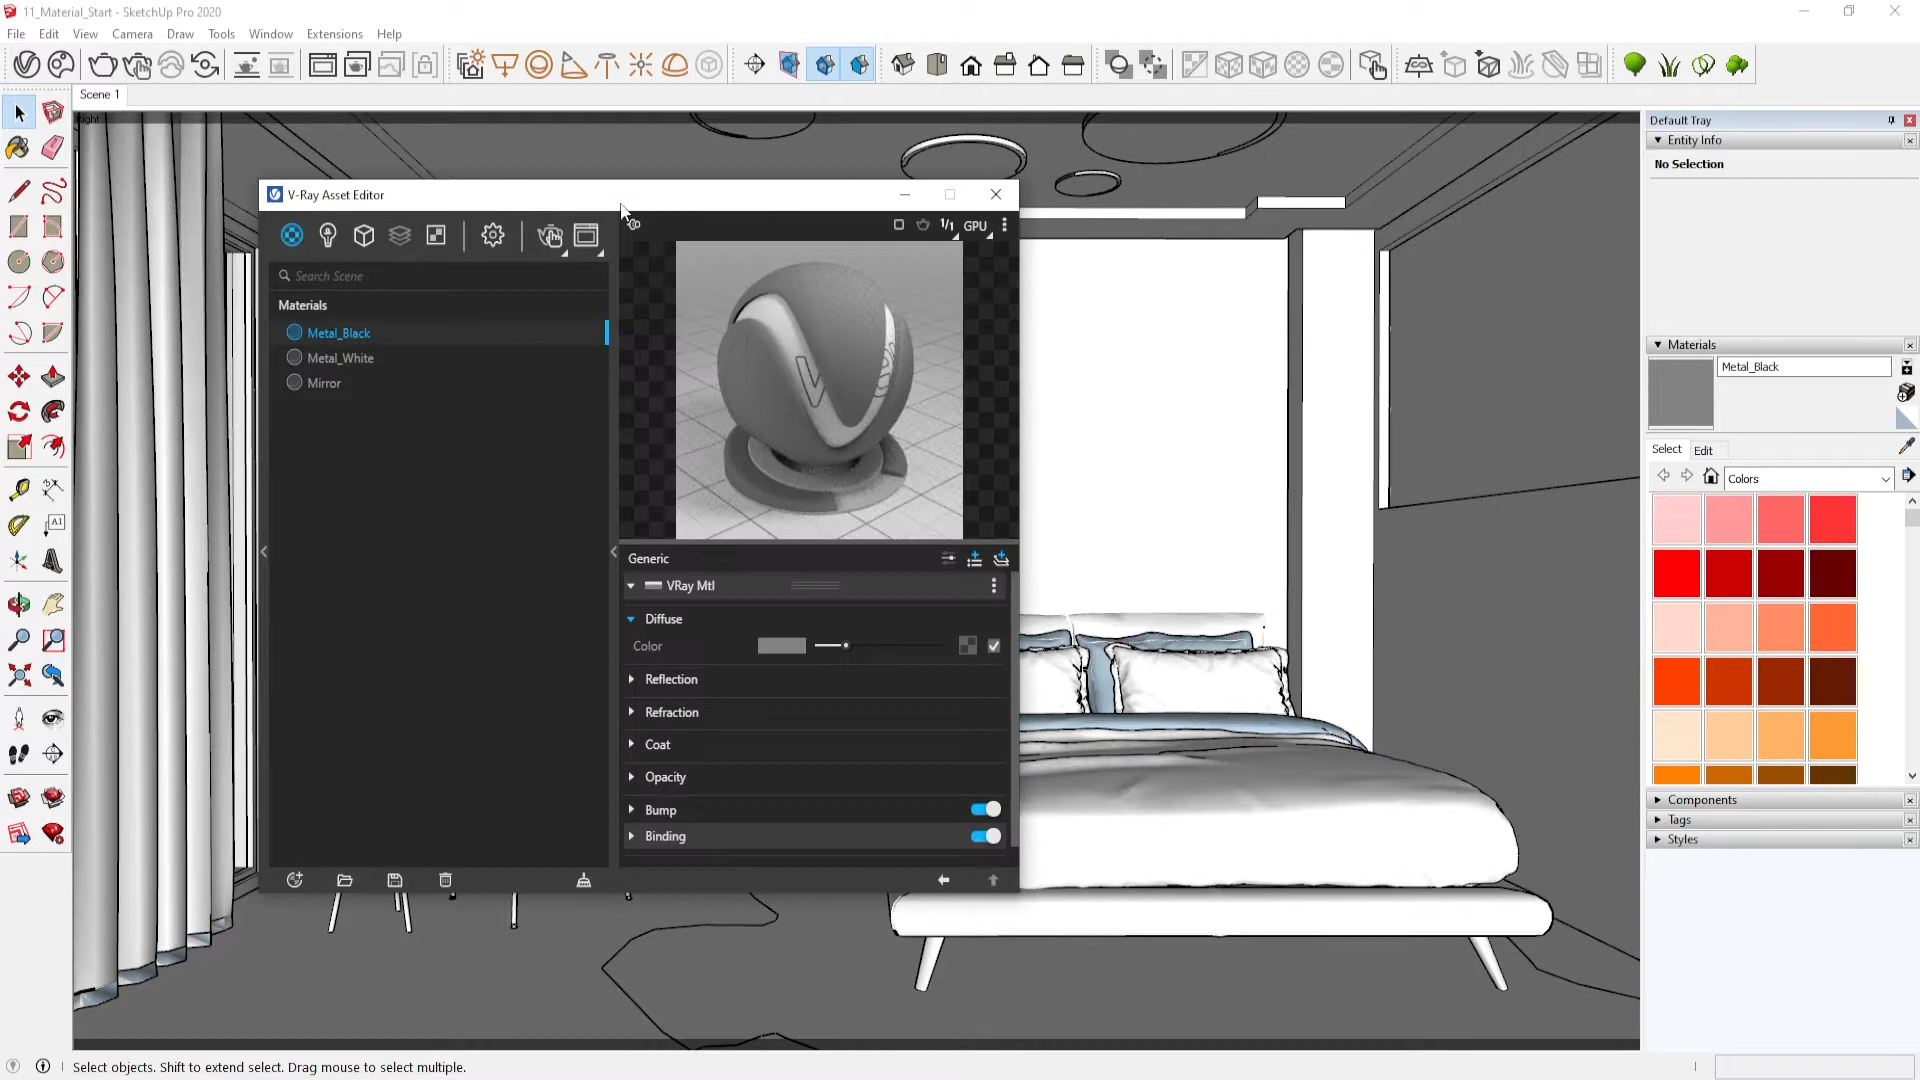 11_Material_Start - SketchUp Pro 2020
File Edit View Camera Draw Tools Window Extensions Help
Scene 1
Default Tray
Entity Info
No Selection
V-Ray Asset Editor
1/1 GPU
Search Scene
Materials
Metal_Black
Metal_White
Mirror
Generic
VRay Mtl
Diffuse
Color
Reflection
Refraction
Coat
Opacity
Bump
Binding
Materials
Metal_Black
Select Edit
Colors
Components
Tags
Styles
Select objects. Shift to extend select. Drag mouse to select multiple.